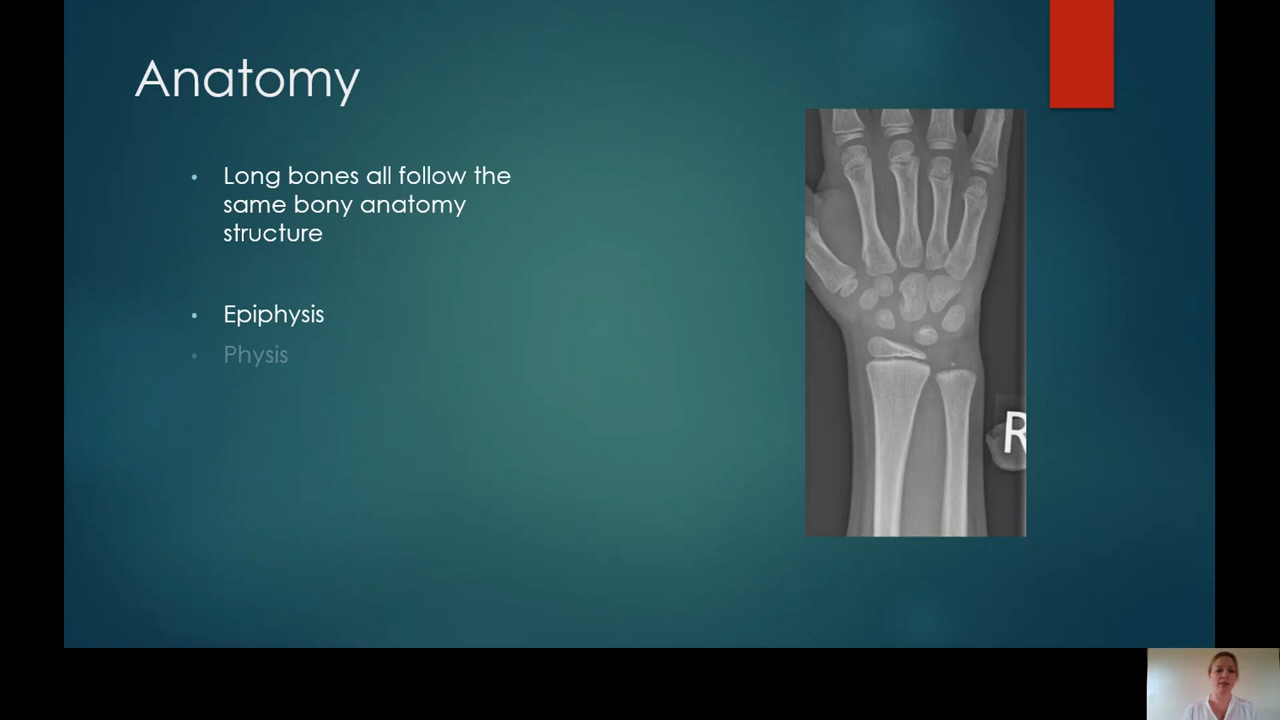 Anatomy
Long bones all follow the
same bony anatomy
structure
Epiphysis
Physis
R